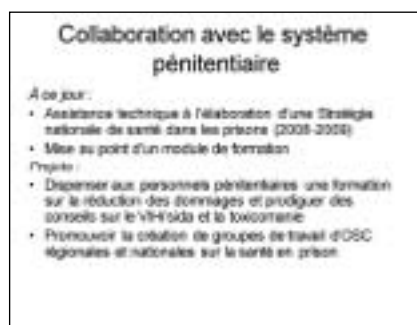 Collaboration avec le système
pénitentiaire
À ce jour :
• Assistance technique à l'élaboration d'une Stratégie
nationale de santé dans les prisons (2008-2009)
• Mise au point d'un module de formation
Projets :
• Dispenser aux personnels pénitentiaires une formation
sur la réduction des dommages et prodiguer des
conseils sur le VIH/sida et la toxicomanie
• Promouvoir la création de groupes de travail d'OSC
régionales et nationales sur la santé en prison